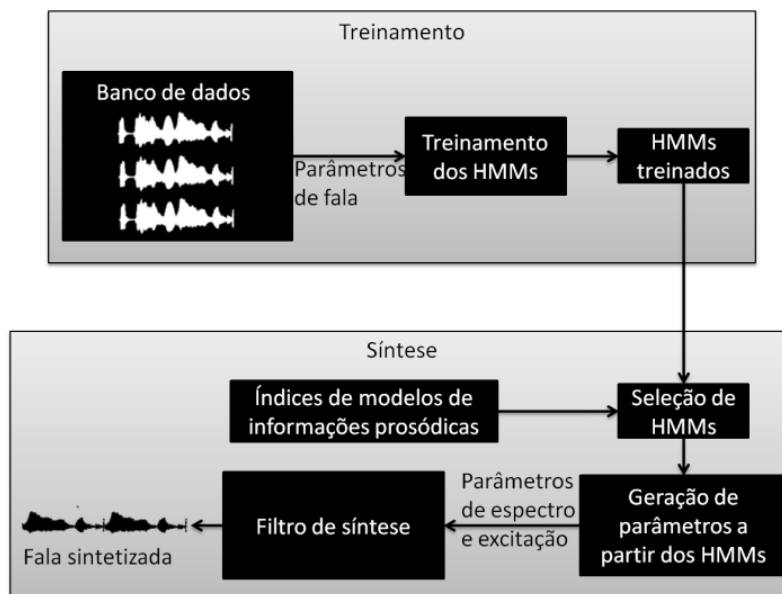 Treinamento
Banco de dados
Parâmetros
de fala
Treinamento
dos HMMs
HMMs
treinados
Síntese
Índices de modelos de
informações prosódicas
Seleção de
HMMs
Geração de
parâmetros a
partir dos HMMs
Parâmetros
de espectro
e excitação
Filtro de síntese
Fala sintetizada